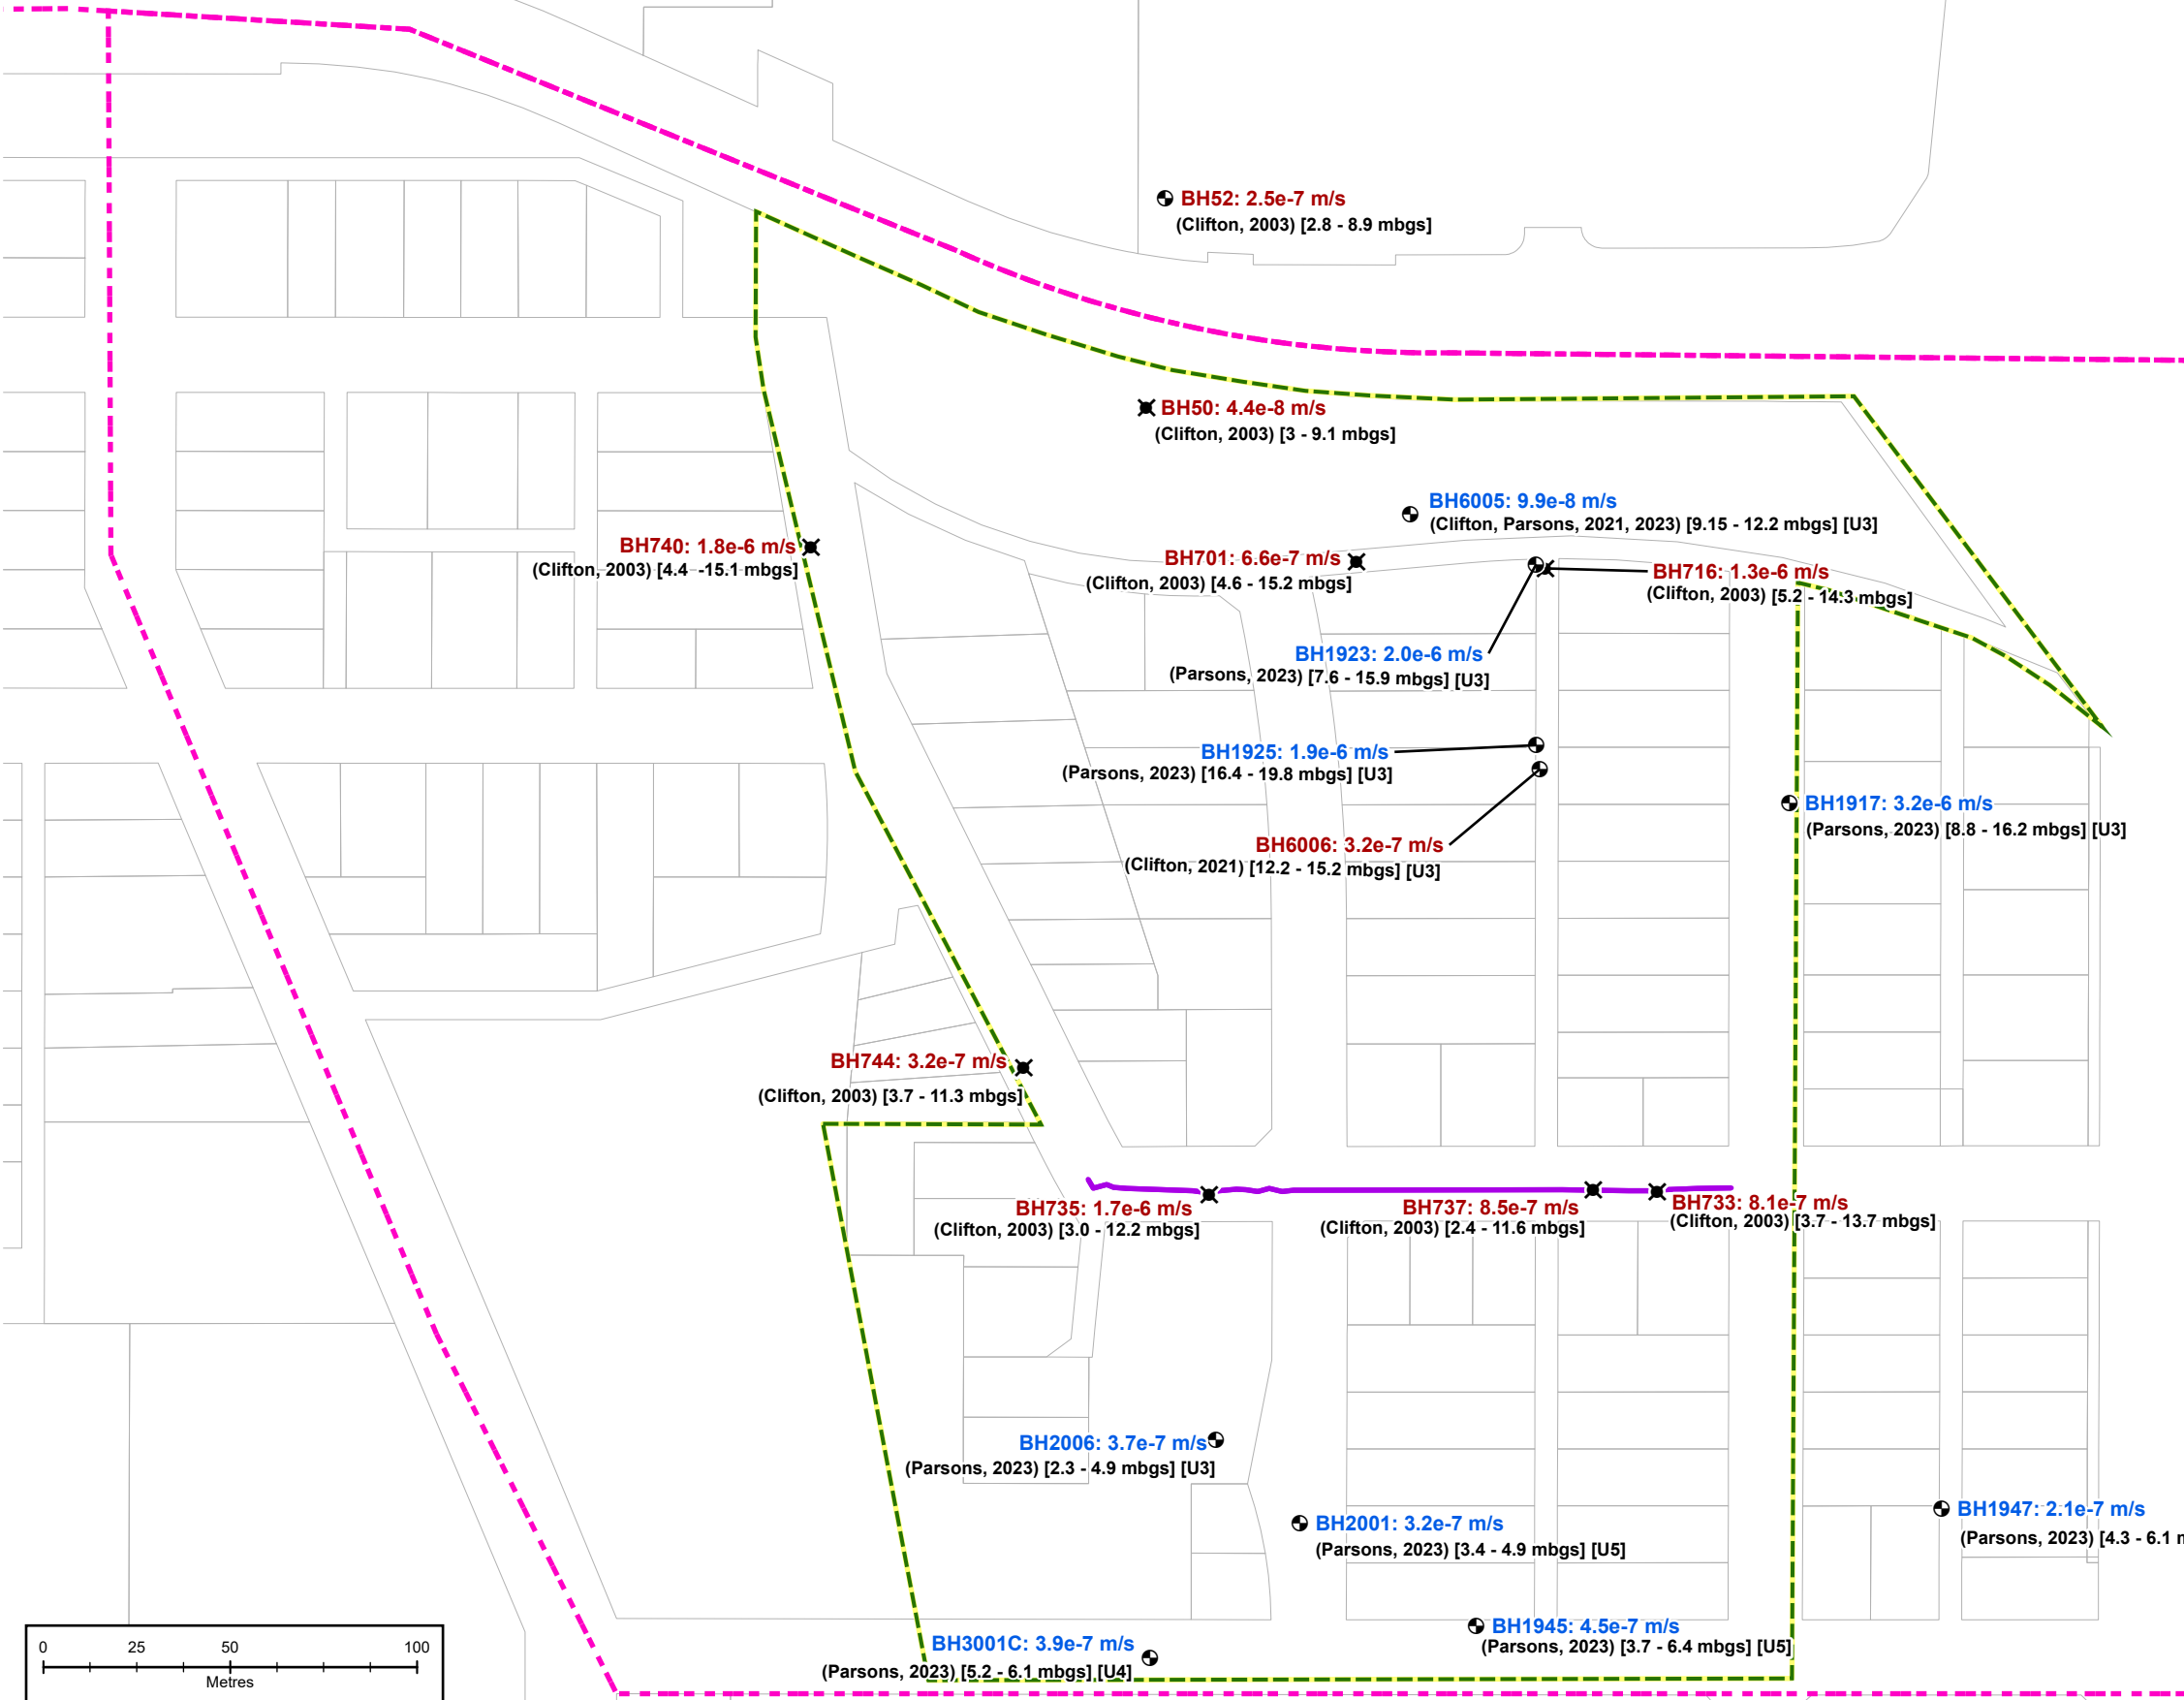 BH52: 2.5e-7 m/s
(Clifton, 2003) [2.8 - 8.9 mbgs]
BH50: 4.4e-8 m/s
(Clifton, 2003) [3 - 9.1 mbgs]
BH6005: 9.9e-8 m/s
(Clifton, Parsons, 2021, 2023) [9.15 - 12.2 mbgs] [U3]
BH740: 1.8e-6 m/s
(Clifton, 2003) [4.4 -15.1 mbgs]
BH701: 6.6e-7 m/s
(Clifton, 2003) [4.6 - 15.2 mbgs]
BH716: 1.3e-6 m/s
(Clifton, 2003) [5.2 - 14.3 mbgs]
BH1923: 2.0e-6 m/s
(Parsons, 2023) [7.6 - 15.9 mbgs] [U3]
BH1925: 1.9e-6 m/s
(Parsons, 2023) [16.4 - 19.8 mbgs] [U3]
BH1917: 3.2e-6 m/s
(Parsons, 2023) [8.8 - 16.2 mbgs] [U3]
BH6006: 3.2e-7 m/s
(Clifton, 2021) [12.2 - 15.2 mbgs] [U3]
BH744: 3.2e-7 m/s
(Clifton, 2003) [3.7 - 11.3 mbgs]
BH735: 1.7e-6 m/s
(Clifton, 2003) [3.0 - 12.2 mbgs]
BH737: 8.5e-7 m/s
(Clifton, 2003) [2.4 - 11.6 mbgs]
BH733: 8.1e-7 m/s
(Clifton, 2003) [3.7 - 13.7 mbgs]
BH2006: 3.7e-7 m/s
(Parsons, 2023) [2.3 - 4.9 mbgs] [U3]
BH2001: 3.2e-7 m/s
(Parsons, 2023) [3.4 - 4.9 mbgs] [U5]
BH1947: 2.1e-7 m/s
(Parsons, 2023) [4.3 - 6.1
BH1945: 4.5e-7 m/s
(Parsons, 2023) [3.7 - 6.4 mbgs] [U5]
BH3001C: 3.9e-7 m/s
(Parsons, 2023) [5.2 - 6.1 mbgs] [U4]
0 25 50 100
Metres